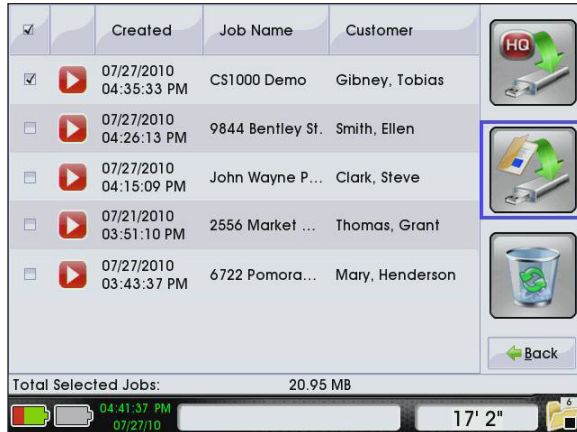 Created Job Name Customer
07/27/2010
04:35:33 PM
CS1000 Demo Gibney, Tobias
07/27/2010
04:26:13 PM
9844 Bentley St. Smith, Ellen
07/27/2010
04:15:09 PM
John Wayne P... Clark, Steve
07/21/2010
03:51:10 PM
2556 Market ... Thomas, Grant
07/27/2010
03:43:37 PM
6722 Pomora... Mary, Henderson
HQ
Back
Total Selected Jobs: 20.95 MB
04:41:37 PM
07/27/10
17' 2"
6